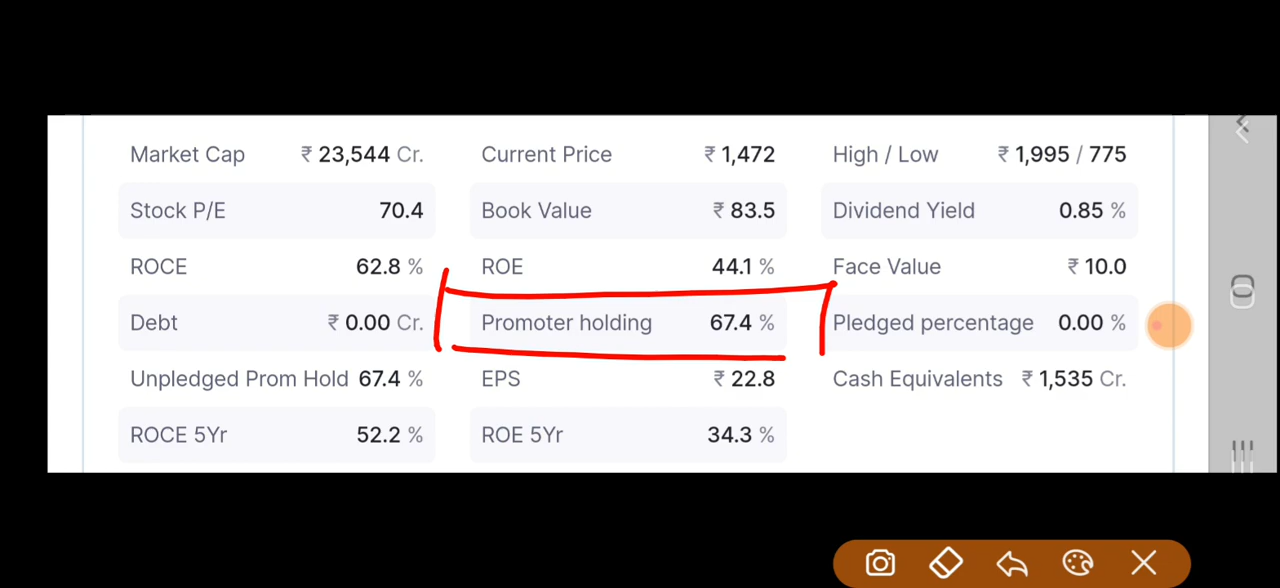 Market Cap ₹ 23,544 Cr. Current Price ₹ 1,472 High / Low ₹ 1,995 / 775
Stock P/E 70.4 Book Value ₹ 83.5 Dividend Yield 0.85 %
ROCE 62.8 % ROE 44.1 % Face Value ₹ 10.0
Debt ₹ 0.00 Cr. Promoter holding 67.4 % Pledged percentage 0.00 %
Unpledged Prom Hold 67.4 % EPS ₹ 22.8 Cash Equivalents ₹ 1,535 Cr.
ROCE 5Yr 52.2 % ROE 5Yr 34.3 %